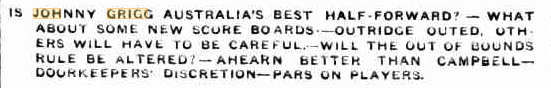 IS JOHNNY GRIGG AUSTRALIA'S BEST HALF-FORWARD? — WHAT
ABOUT SOME NEW SCORE BOARDS.—OUTRIDGE OUTED, OTH-
ERS WILL HAVE TO BE CAREFUL.—WILL THE OUT OF BOUNDS
RULE BE ALTERED?—AHEARN BETTER THAN CAMPBELL—
DOORKEEPERS' DISCRETION—PARS ON PLAYERS.